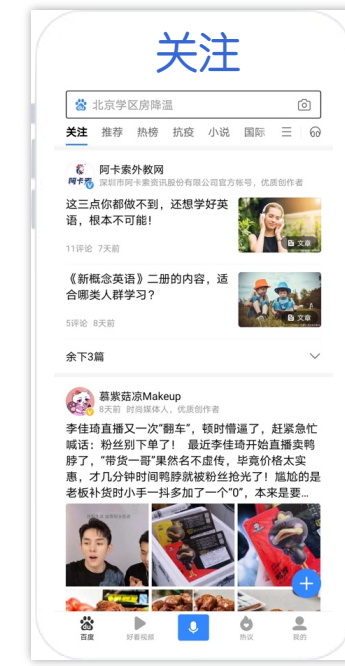 关注
北京学区房降温
关注 推荐 热榜 抗疫 小说 国际
阿卡索外教网
深圳市阿卡索资讯股份有限公司官方帐号，优质创作者
这三点你都做不到，还想学好英
语，根本不可能！
文章
11评论 7天前
《新概念英语》二册的内容，适
合哪类人群学习？
文章
5评论 8天前
余下3篇
慕紫菇凉Makeup
8天前 时尚媒体人，优质创作者
李佳琦直播又一次“翻车”，顿时懵逼了，赶紧急忙
喊话：粉丝别下单了！ 最近李佳琦开始直播卖鸭
脖了，“带货一哥”果然名不虚传，毕竟价格太实
惠，才几分钟时间鸭脖就被粉丝抢光了！尴尬的是
老板补货时小手一抖多加了一个“0”，本来是要...
百度 好看视频 热议 我的